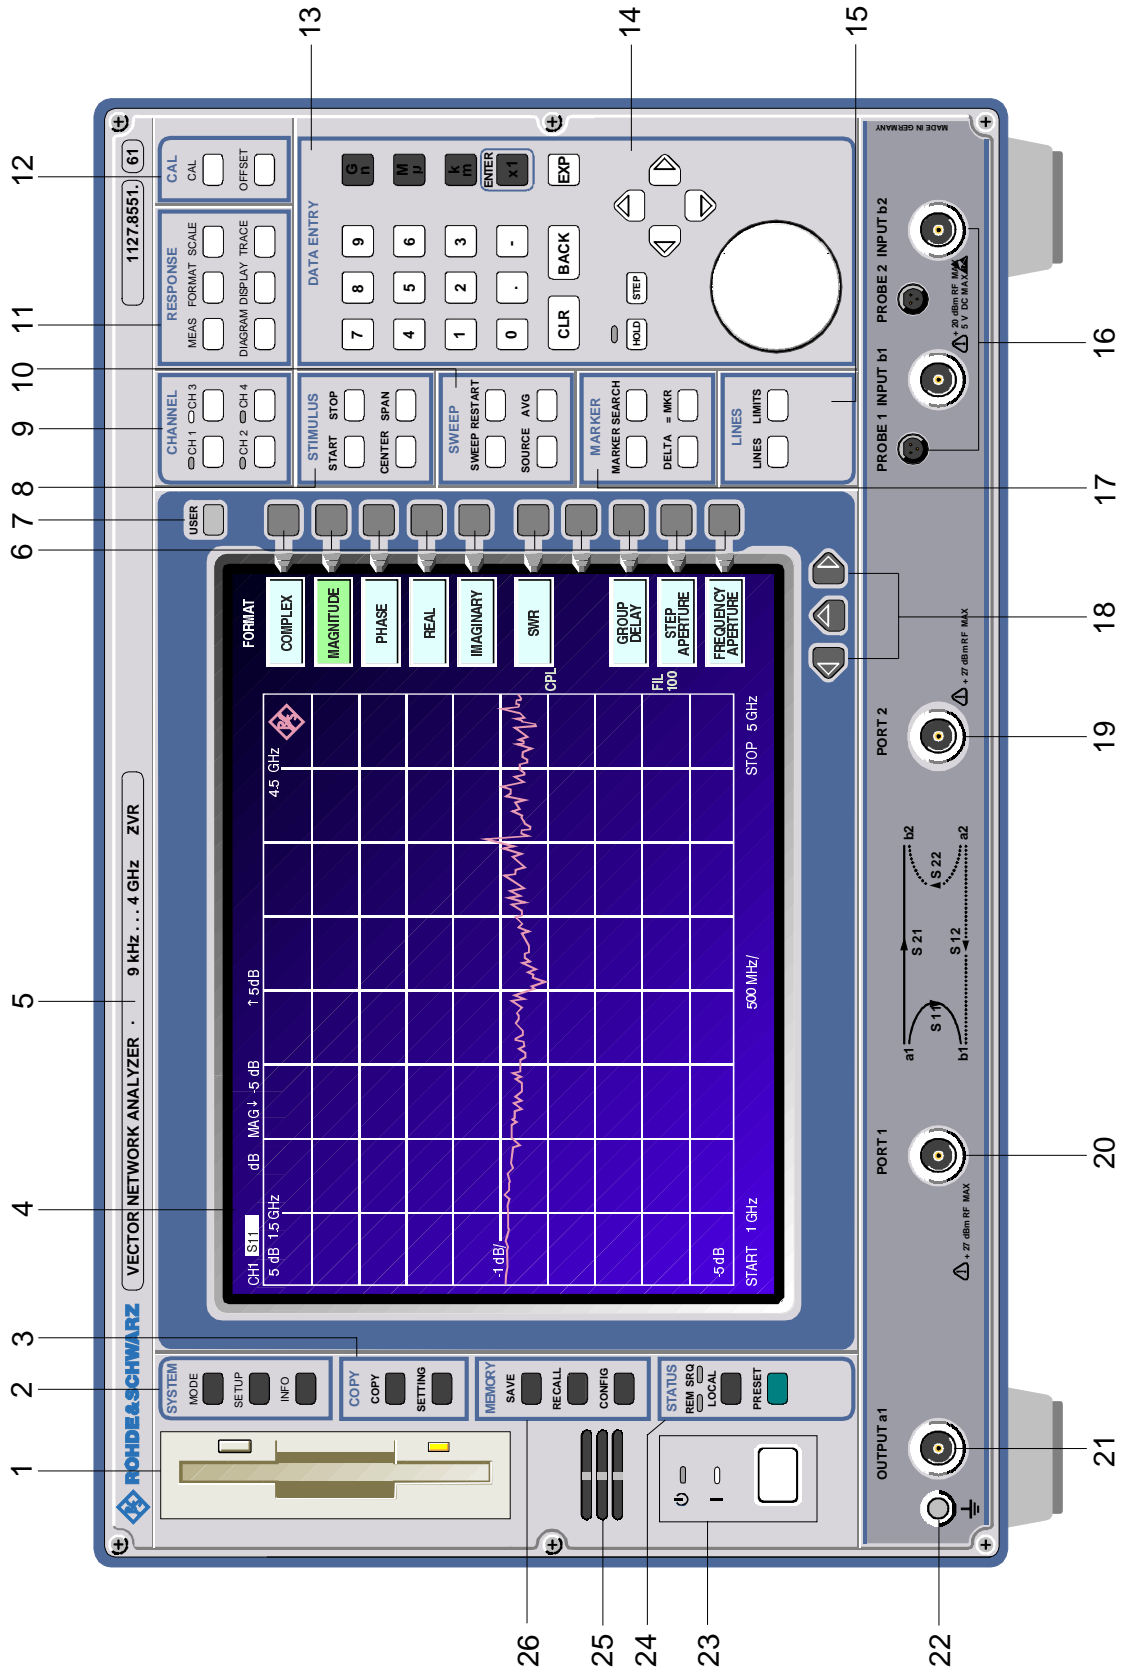 1
2
3
4
5
6
7
8
9
10
11
12
13
14
15
16
17
18
19
20
21
22
23
24
25
26
ROHDE&SCHWARZ
VECTOR NETWORK ANALYZER · 9 kHz . . . 4 GHz ZVR
1127.8551. 61
SYSTEM
MODE
SETUP
INFO
COPY
COPY
SETTING
MEMORY
SAVE
RECALL
CONFIG
STATUS
REM SRQ
LOCAL
PRESET
CH1 S11 dB MAG↓ -5 dB ↑ 5dB
5 dB 1.5 GHz 4.5 GHz
-1 dB/
-5 dB
CPL
FIL
100
START 1 GHz 500 MHz/ STOP 5 GHz
FORMAT
COMPLEX
MAGNITUDE
PHASE
REAL
IMAGINARY
SWR
GROUP DELAY
STEP APERTURE
FREQUENCY APERTURE
USER
CHANNEL
CH 1 CH 3
CH 2 CH 4
STIMULUS
START STOP
CENTER SPAN
SWEEP
SWEEP RESTART
SOURCE AVG
MARKER
MARKER SEARCH
DELTA = MKR
LINES
LINES LIMITS
RESPONSE
MEAS FORMAT SCALE
DIAGRAM DISPLAY TRACE
CAL
CAL
OFFSET
DATA ENTRY
7 8 9 G n
4 5 6 M µ
1 2 3 k m
ENTER
0 . - x1
CLR BACK EXP
HOLD STEP
OUTPUT a1
PORT 1
+ 27 dBm RF MAX
a1 S 21 b2
S 11 S 22
b1 S 12 a2
PORT 2
+ 27 dBm RF MAX
PROBE 1 INPUT b1
+ 20 dBm RF MAX
5 V DC MAX
PROBE 2 INPUT b2
MADE IN GERMANY